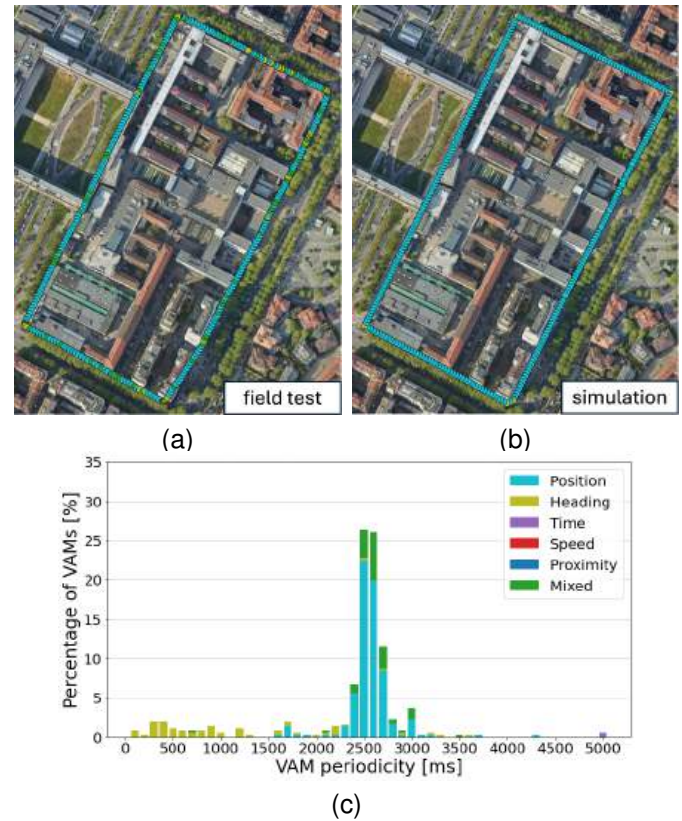 field test
simulation
(a)
(b)
35
30
25
20
15
10
5
0
Percentage of VAMs [%]
Position
Heading
Time
Speed
Proximity
Mixed
0 500 1000 1500 2000 2500 3000 3500 4000 4500 5000
VAM periodicity [ms]
(c)